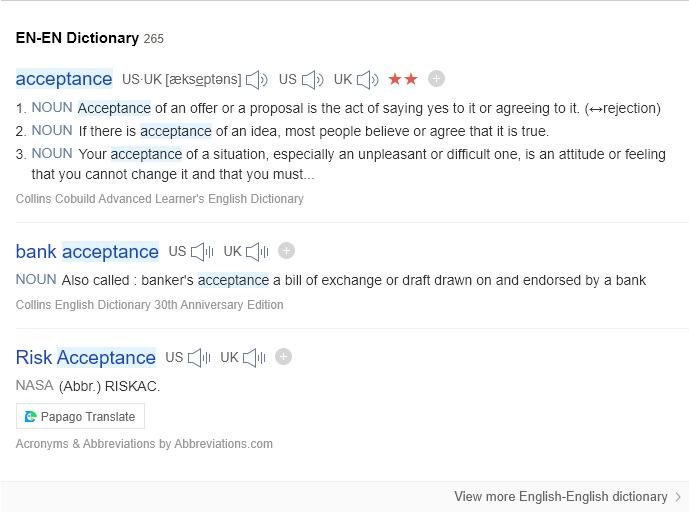 EN-EN Dictionary 265
acceptance US·UK [ækseptəns] US UK ★★
1. NOUN Acceptance of an offer or a proposal is the act of saying yes to it or agreeing to it. (↔rejection)
2. NOUN If there is acceptance of an idea, most people believe or agree that it is true.
3. NOUN Your acceptance of a situation, especially an unpleasant or difficult one, is an attitude or feeling
that you cannot change it and that you must...
Collins Cobuild Advanced Learner's English Dictionary
bank acceptance US UK
NOUN Also called : banker's acceptance a bill of exchange or draft drawn on and endorsed by a bank
Collins English Dictionary 30th Anniversary Edition
Risk Acceptance US UK
NASA (Abbr.) RISKAC.
Papago Translate
Acronyms & Abbreviations by Abbreviations.com
View more English-English dictionary